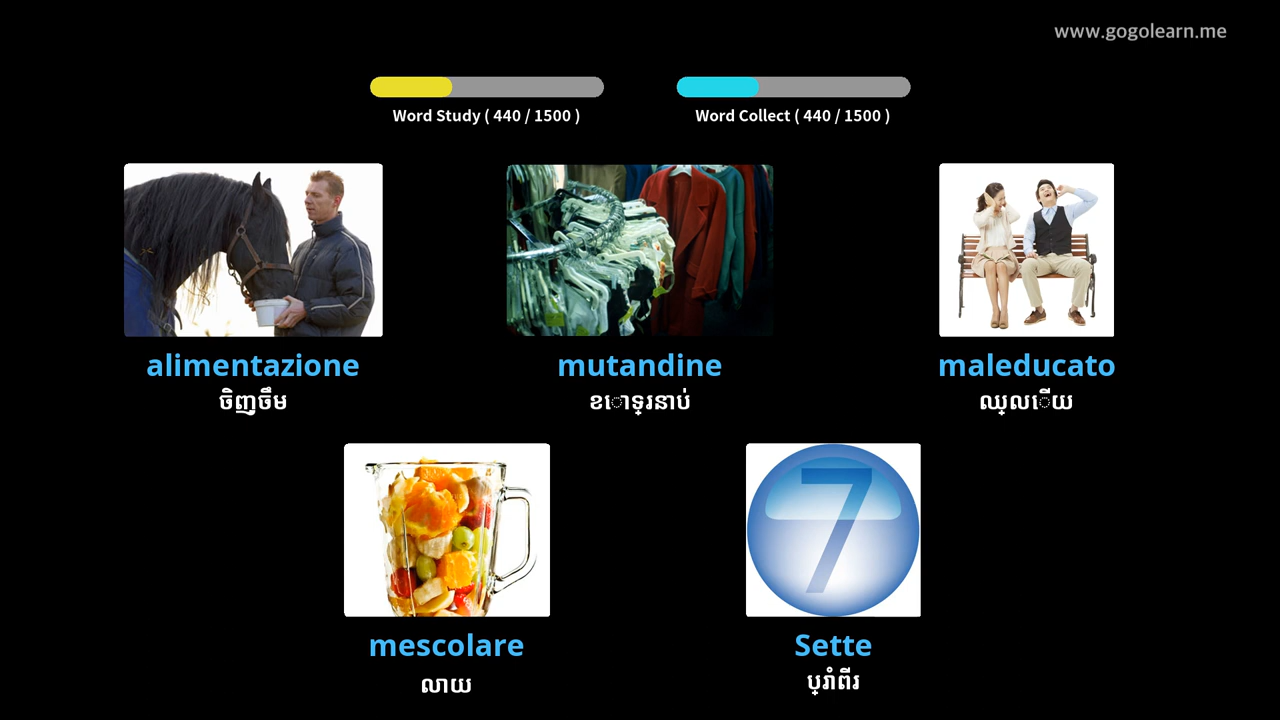 www.gogolearn.me
Word Study ( 440 / 1500 )
Word Collect ( 440 / 1500 )
alimentazione
ចិញ្ចឹម
mutandine
ខោទ្រនាប់
maleducato
ឈ្លើយ
mescolare
លាយ
Sette
ប្រាំពីរ
7